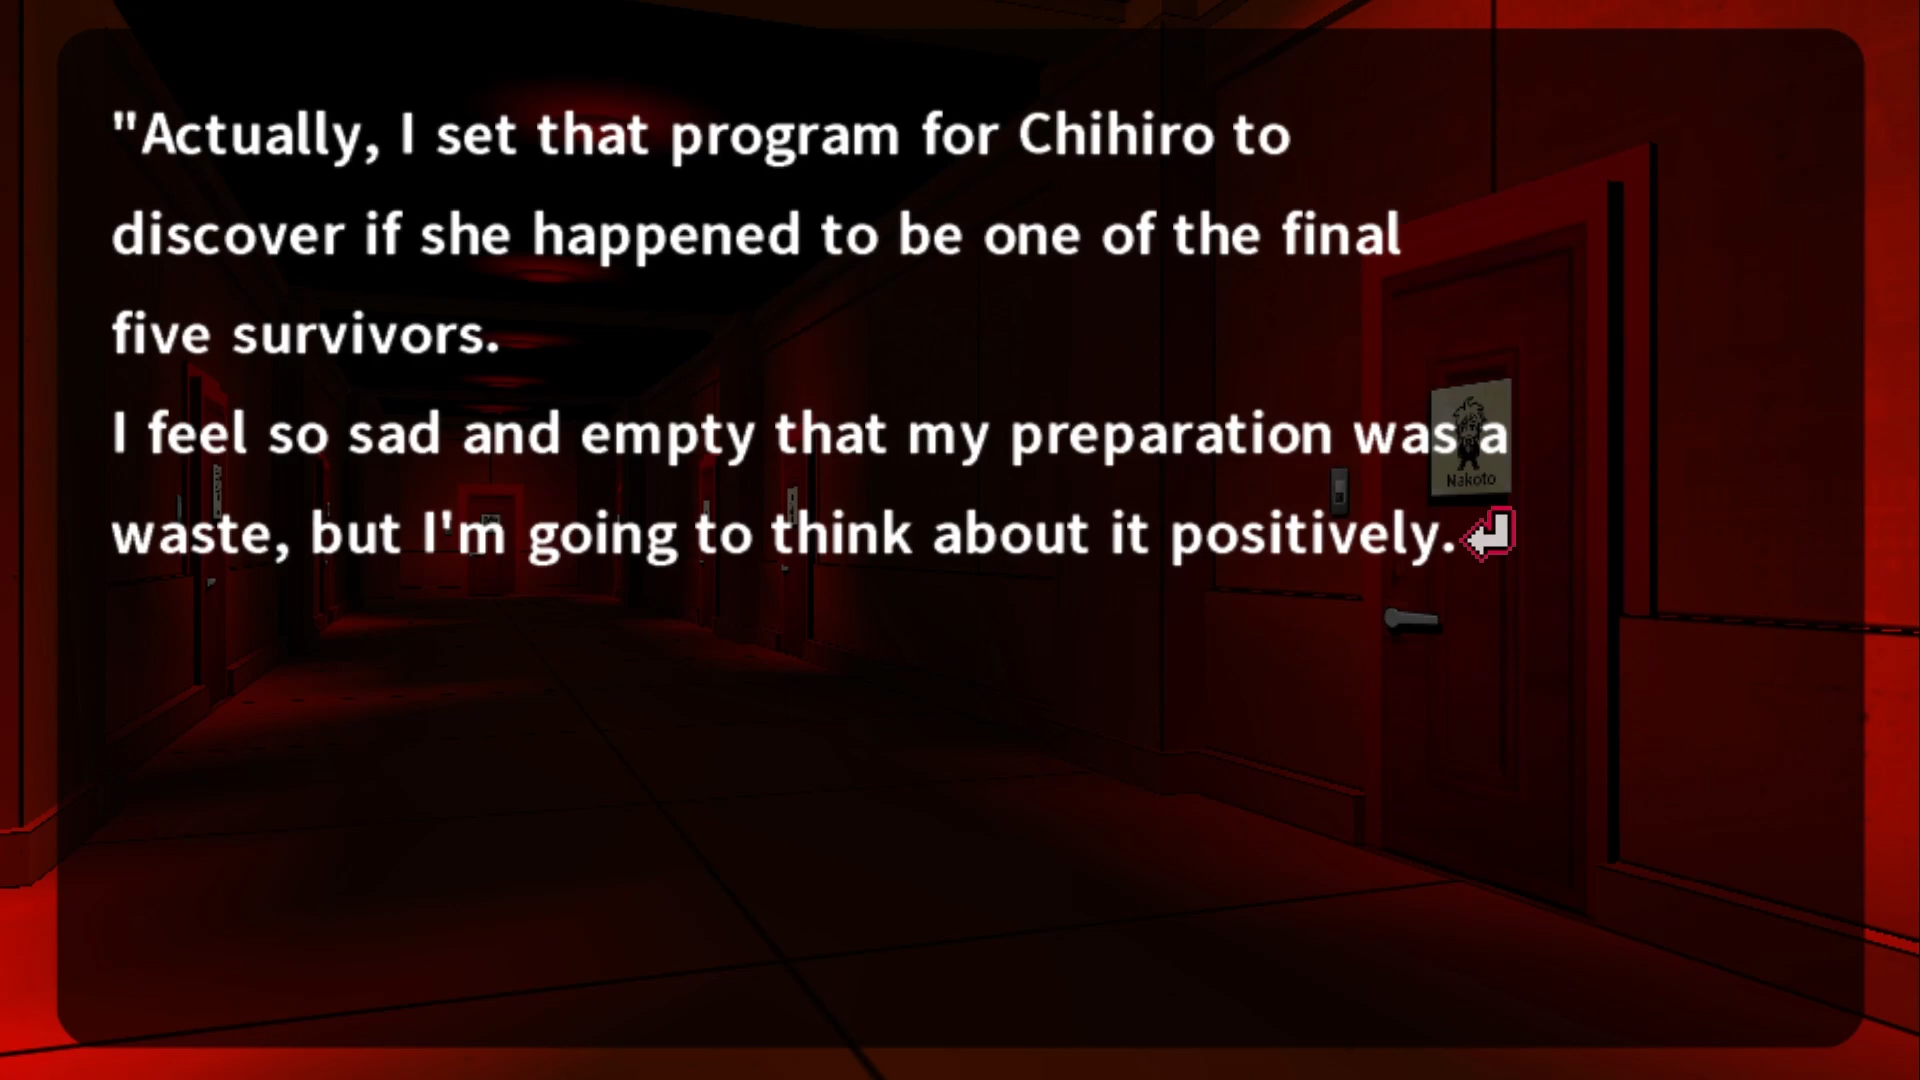 "Actually, I set that program for Chihiro to
discover if she happened to be one of the final
five survivors.
I feel so sad and empty that my preparation was a
waste, but I'm going to think about it positively.
Nakoto